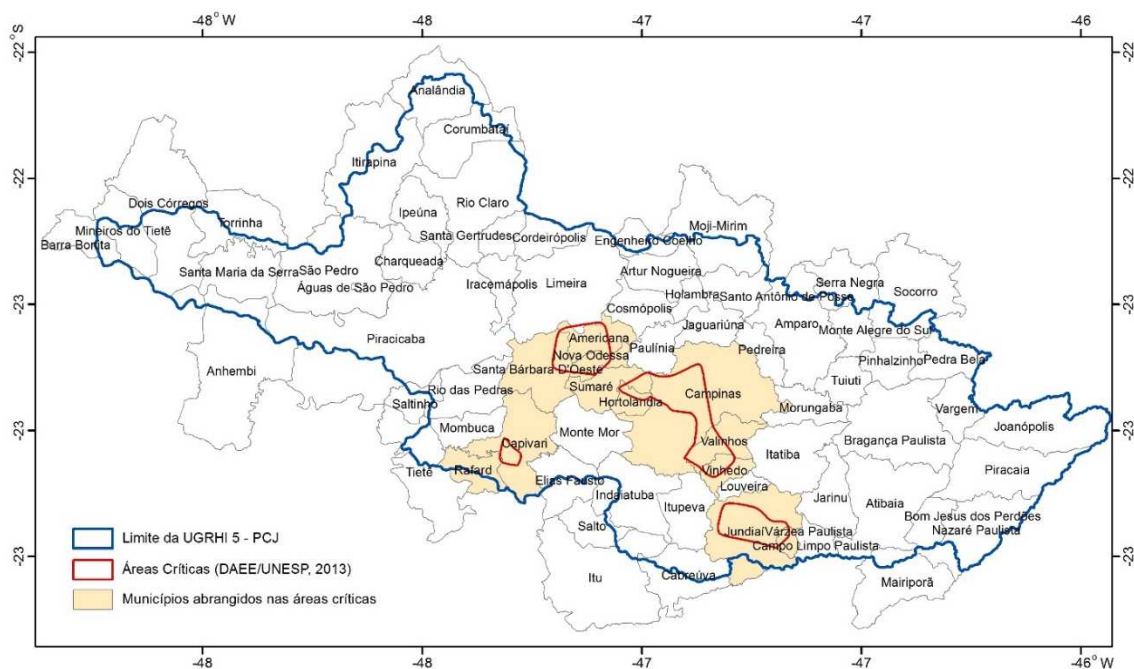 -48° W
-48
-47
-47
-46
22°S
-22
-22
-22
-23
-23
-23
-23
-23
-23
Analândia
Corumbataí
Itirapina
Dois Córregos
Ipeúna
Rio Claro
Torrinha
Mineiros do Tietê
Moji-Mirim
Barra Bonita
Santa Gertrudes
Cordeirópolis
Engenheiro Coelho
Charqueada
Santa Maria da Serra
São Pedro
Artur Nogueira
Serra Negra
Águas de São Pedro
Iracemápolis
Limeira
Holambra
Santo Antônio de Posse
Socorro
Cosmópolis
Jaguariúna
Amparo
Monte Alegre do Sul
Piracicaba
Americana
Paulínia
Pedreira
Nova Odessa
Pinhalzinho
Pedra Bela
Anhembi
Santa Bárbara D'Oeste
Tuiuti
Rio das Pedras
Sumaré
Campinas
Saltinho
Hortolândia
Morungaba
Vargem
Mombuca
Monte Mor
Joanópolis
Capivari
Valinhos
Bragança Paulista
Itatiba
Tietê
Rafard
Vinhedo
Piracaia
Elias Fausto
Louveira
Indaiatuba
Jarinu
Atibaia
Itupeva
Salto
Bom Jesus dos Perdões
Jundiaí
Várzea Paulista
Nazaré Paulista
Campo Limpo Paulista
Itu
Cabreúva
Mairiporã
Limite da UGRHI 5 - PCJ
Áreas Críticas (DAEE/UNESP, 2013)
Municípios abrangidos nas áreas críticas
-48
-48
-47
-47
-46 ° W